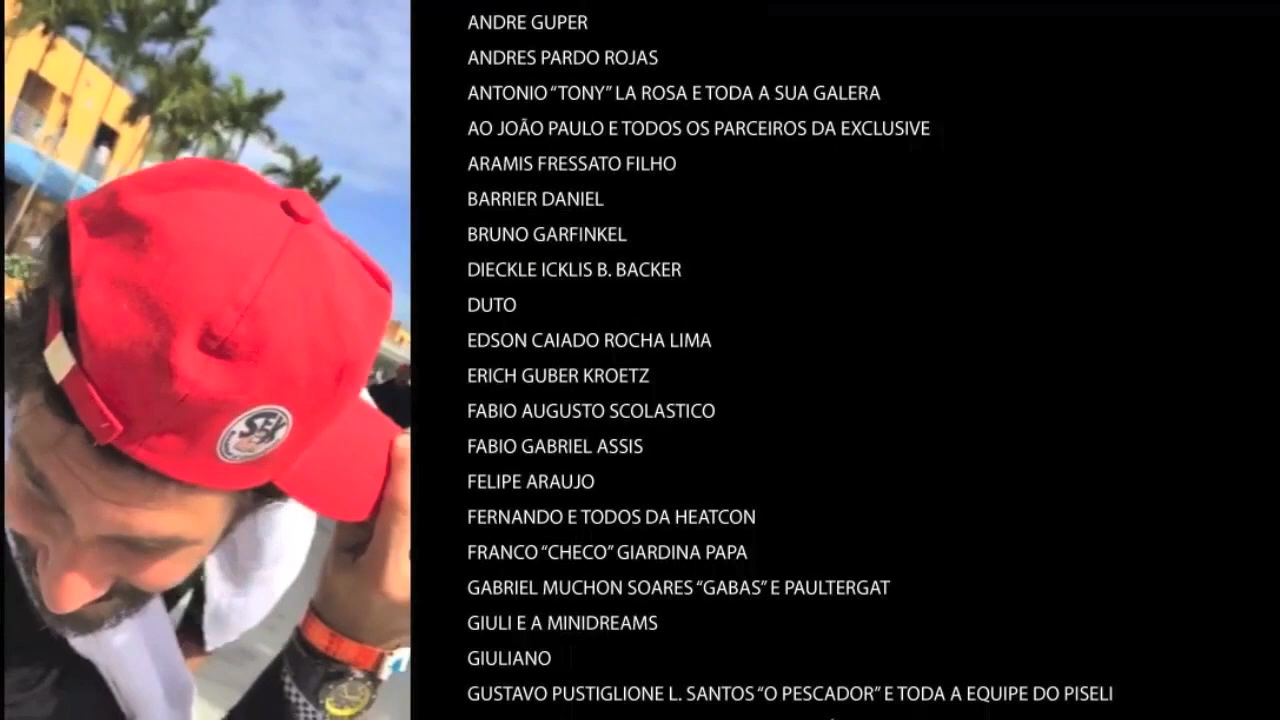 ANDRE GUPER
ANDRES PARDO ROJAS
ANTONIO “TONY” LA ROSA E TODA A SUA GALERA
AO JOÃO PAULO E TODOS OS PARCEIROS DA EXCLUSIVE
ARAMIS FRESSATO FILHO
BARRIER DANIEL
BRUNO GARFINKEL
DIECKLE ICKLIS B. BACKER
DUTO
EDSON CAIADO ROCHA LIMA
ERICH GUBER KROETZ
FABIO AUGUSTO SCOLASTICO
FABIO GABRIEL ASSIS
FELIPE ARAUJO
FERNANDO E TODOS DA HEATCON
FRANCO “CHECO” GIARDINA PAPA
GABRIEL MUCHON SOARES “GABAS” E PAULTERGAT
GIULI E A MINIDREAMS
GIULIANO
GUSTAVO PUSTIGLIONE L. SANTOS “O PESCADOR” E TODA A EQUIPE DO PISELI